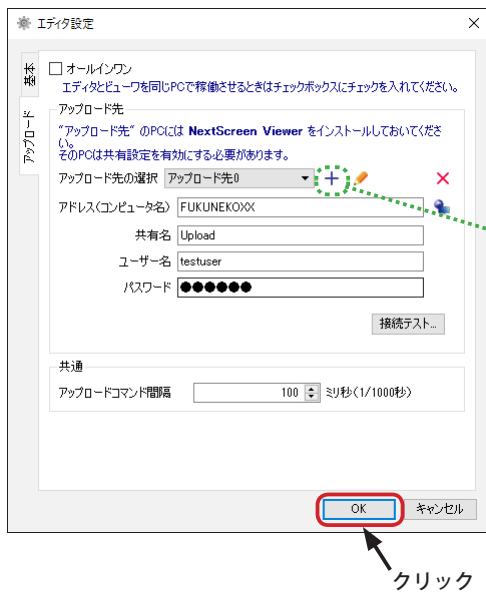 エディタ設定
基本
アップロード
オールインワン
エディタとビューワを同じPCで稼働させるときはチェックボックスにチェックを入れてください。
アップロード先
“アップロード先” のPCには NextScreen Viewer をインストールしておいてくださ
い。
そのPCは共有設定を有効にする必要があります。
アップロード先の選択 アップロード先0
アドレス(コンピュータ名) FUKUNEKOXX
共有名 Upload
ユーザー名 testuser
パスワード ●●●●●●
接続テスト...
共通
アップロードコマンド間隔 100 ミリ秒(1/1000秒)
OK キャンセル
クリック